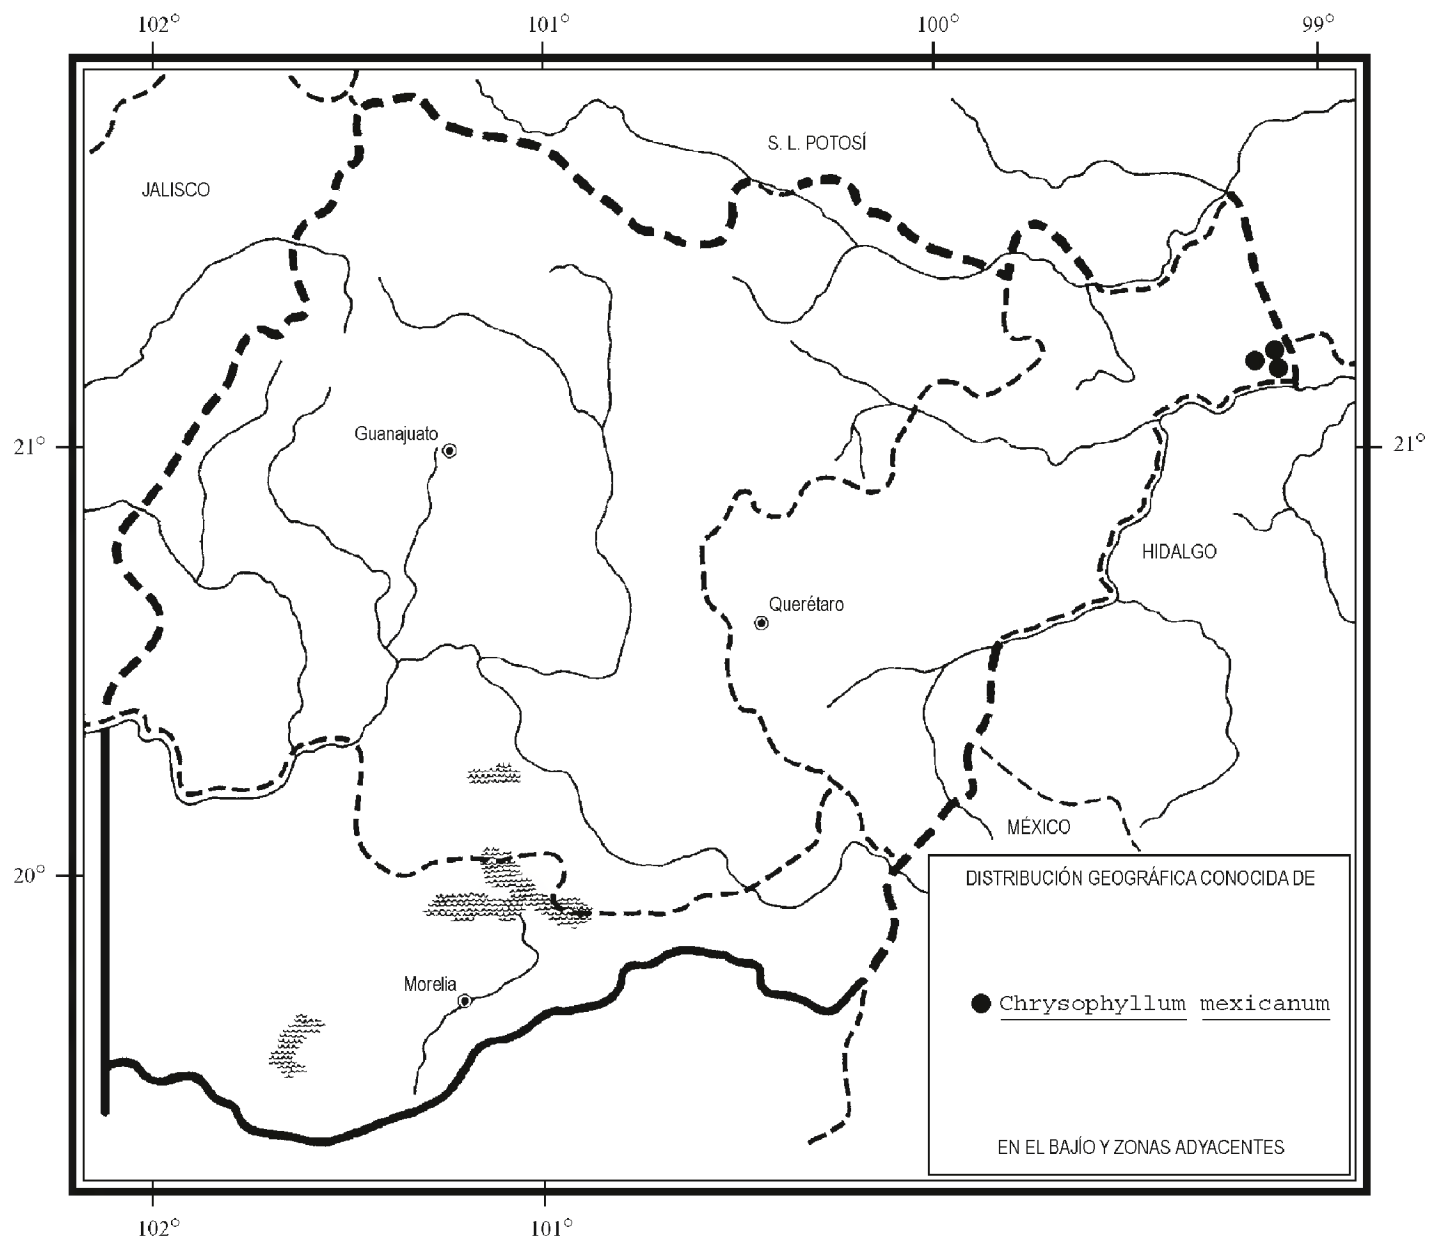 102° 101° 100° 99°
S. L. POTOSÍ
JALISCO
Guanajuato
21° 21°
HIDALGO
Querétaro
MÉXICO
20°
DISTRIBUCIÓN GEOGRÁFICA CONOCIDA DE
Morelia
Chrysophyllum mexicanum
EN EL BAJÍO Y ZONAS ADYACENTES
102° 101°